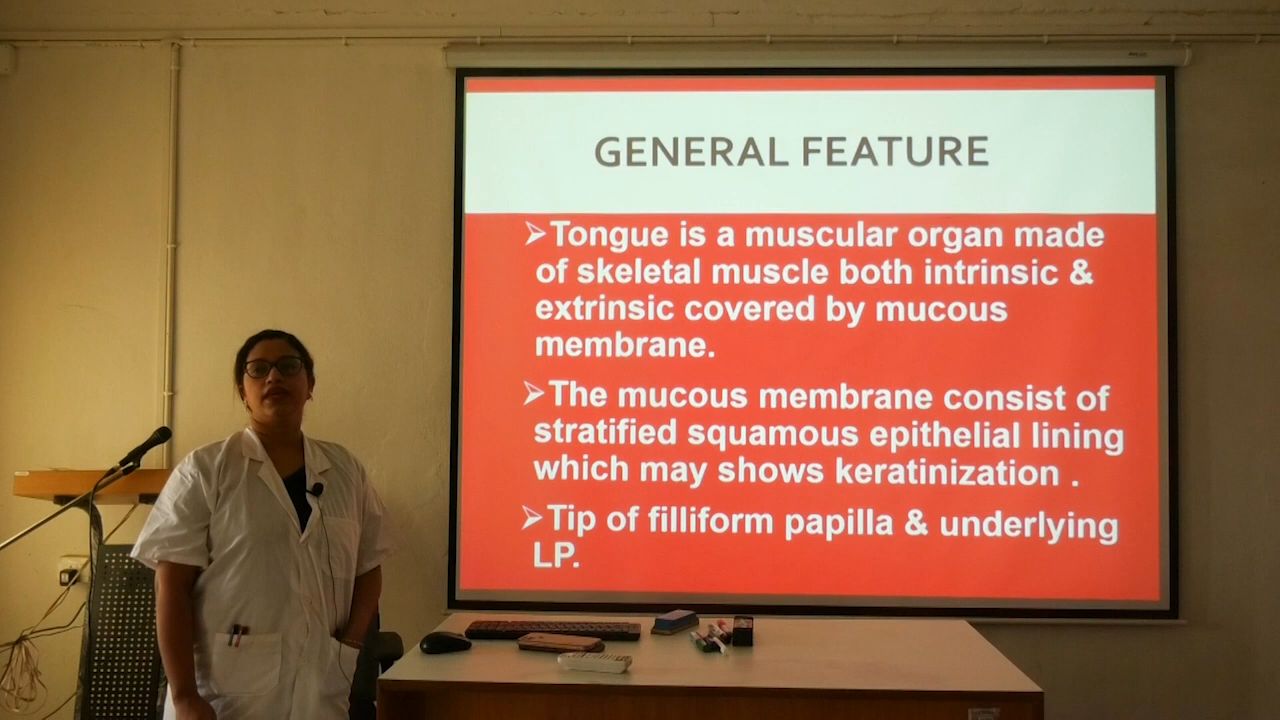 GENERAL FEATURE
➢Tongue is a muscular organ made
of skeletal muscle both intrinsic &
extrinsic covered by mucous
membrane.
➢The mucous membrane consist of
stratified squamous epithelial lining
which may shows keratinization .
➢Tip of filliform papilla & underlying
LP.